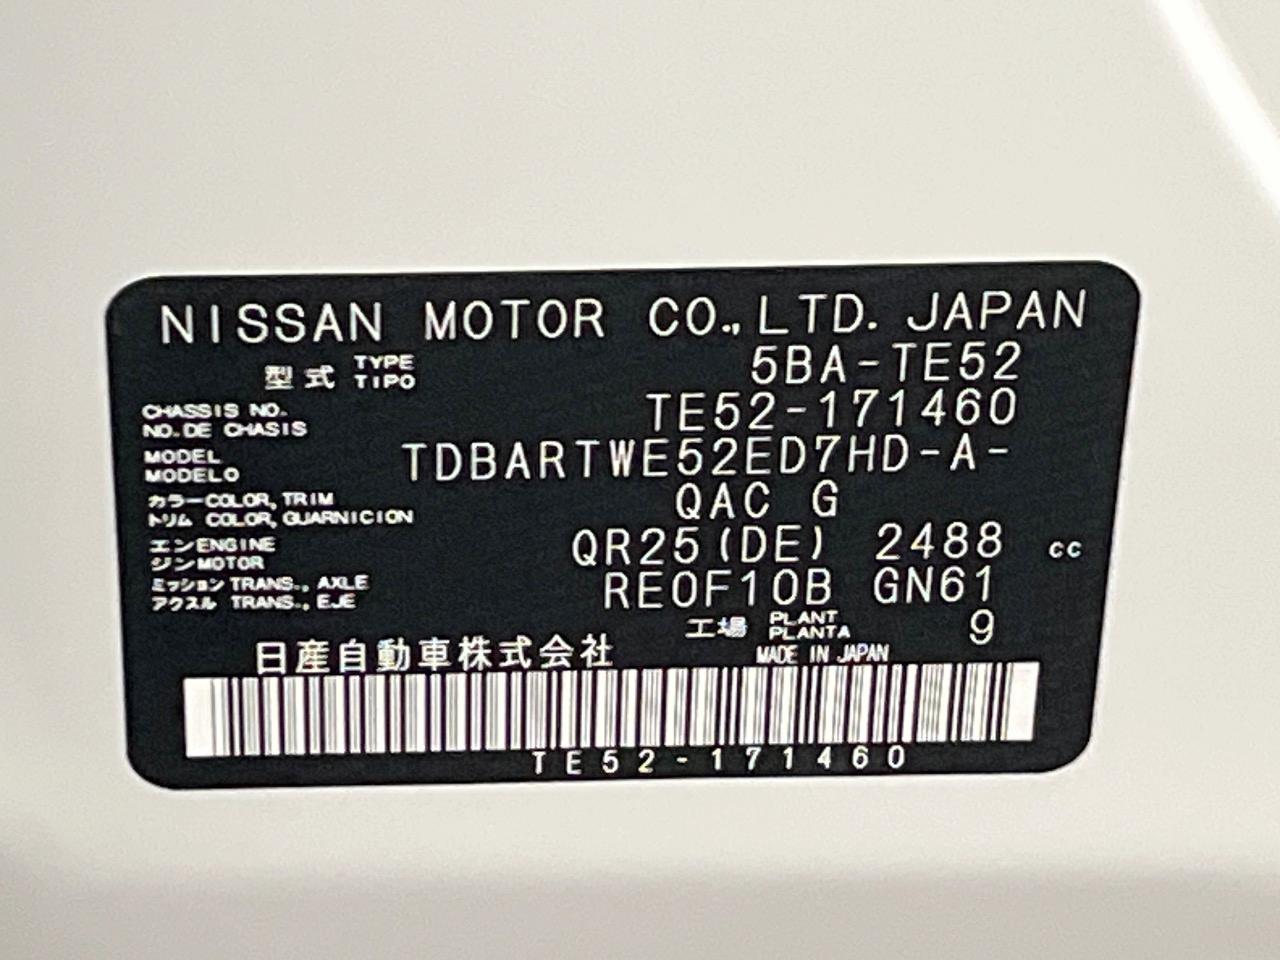 NISSAN MOTOR CO.,LTD. JAPAN
型式 TYPE TIPO 5BA-TE52
CHASSIS NO. NO.DE CHASIS TE52-171460
MODEL MODELO TDBARTWE52ED7HD-A-
カラー COLOR, TRIM トリム COLOR, GUARNICION QAC G
エンジン ENGINE MOTOR QR25(DE) 2488 cc
ミッション TRANS., AXLE アクスル TRANS., EJE RE0F10B GN61
工場 PLANT PLANTA 9
日産自動車株式会社 MADE IN JAPAN
TE52-171460